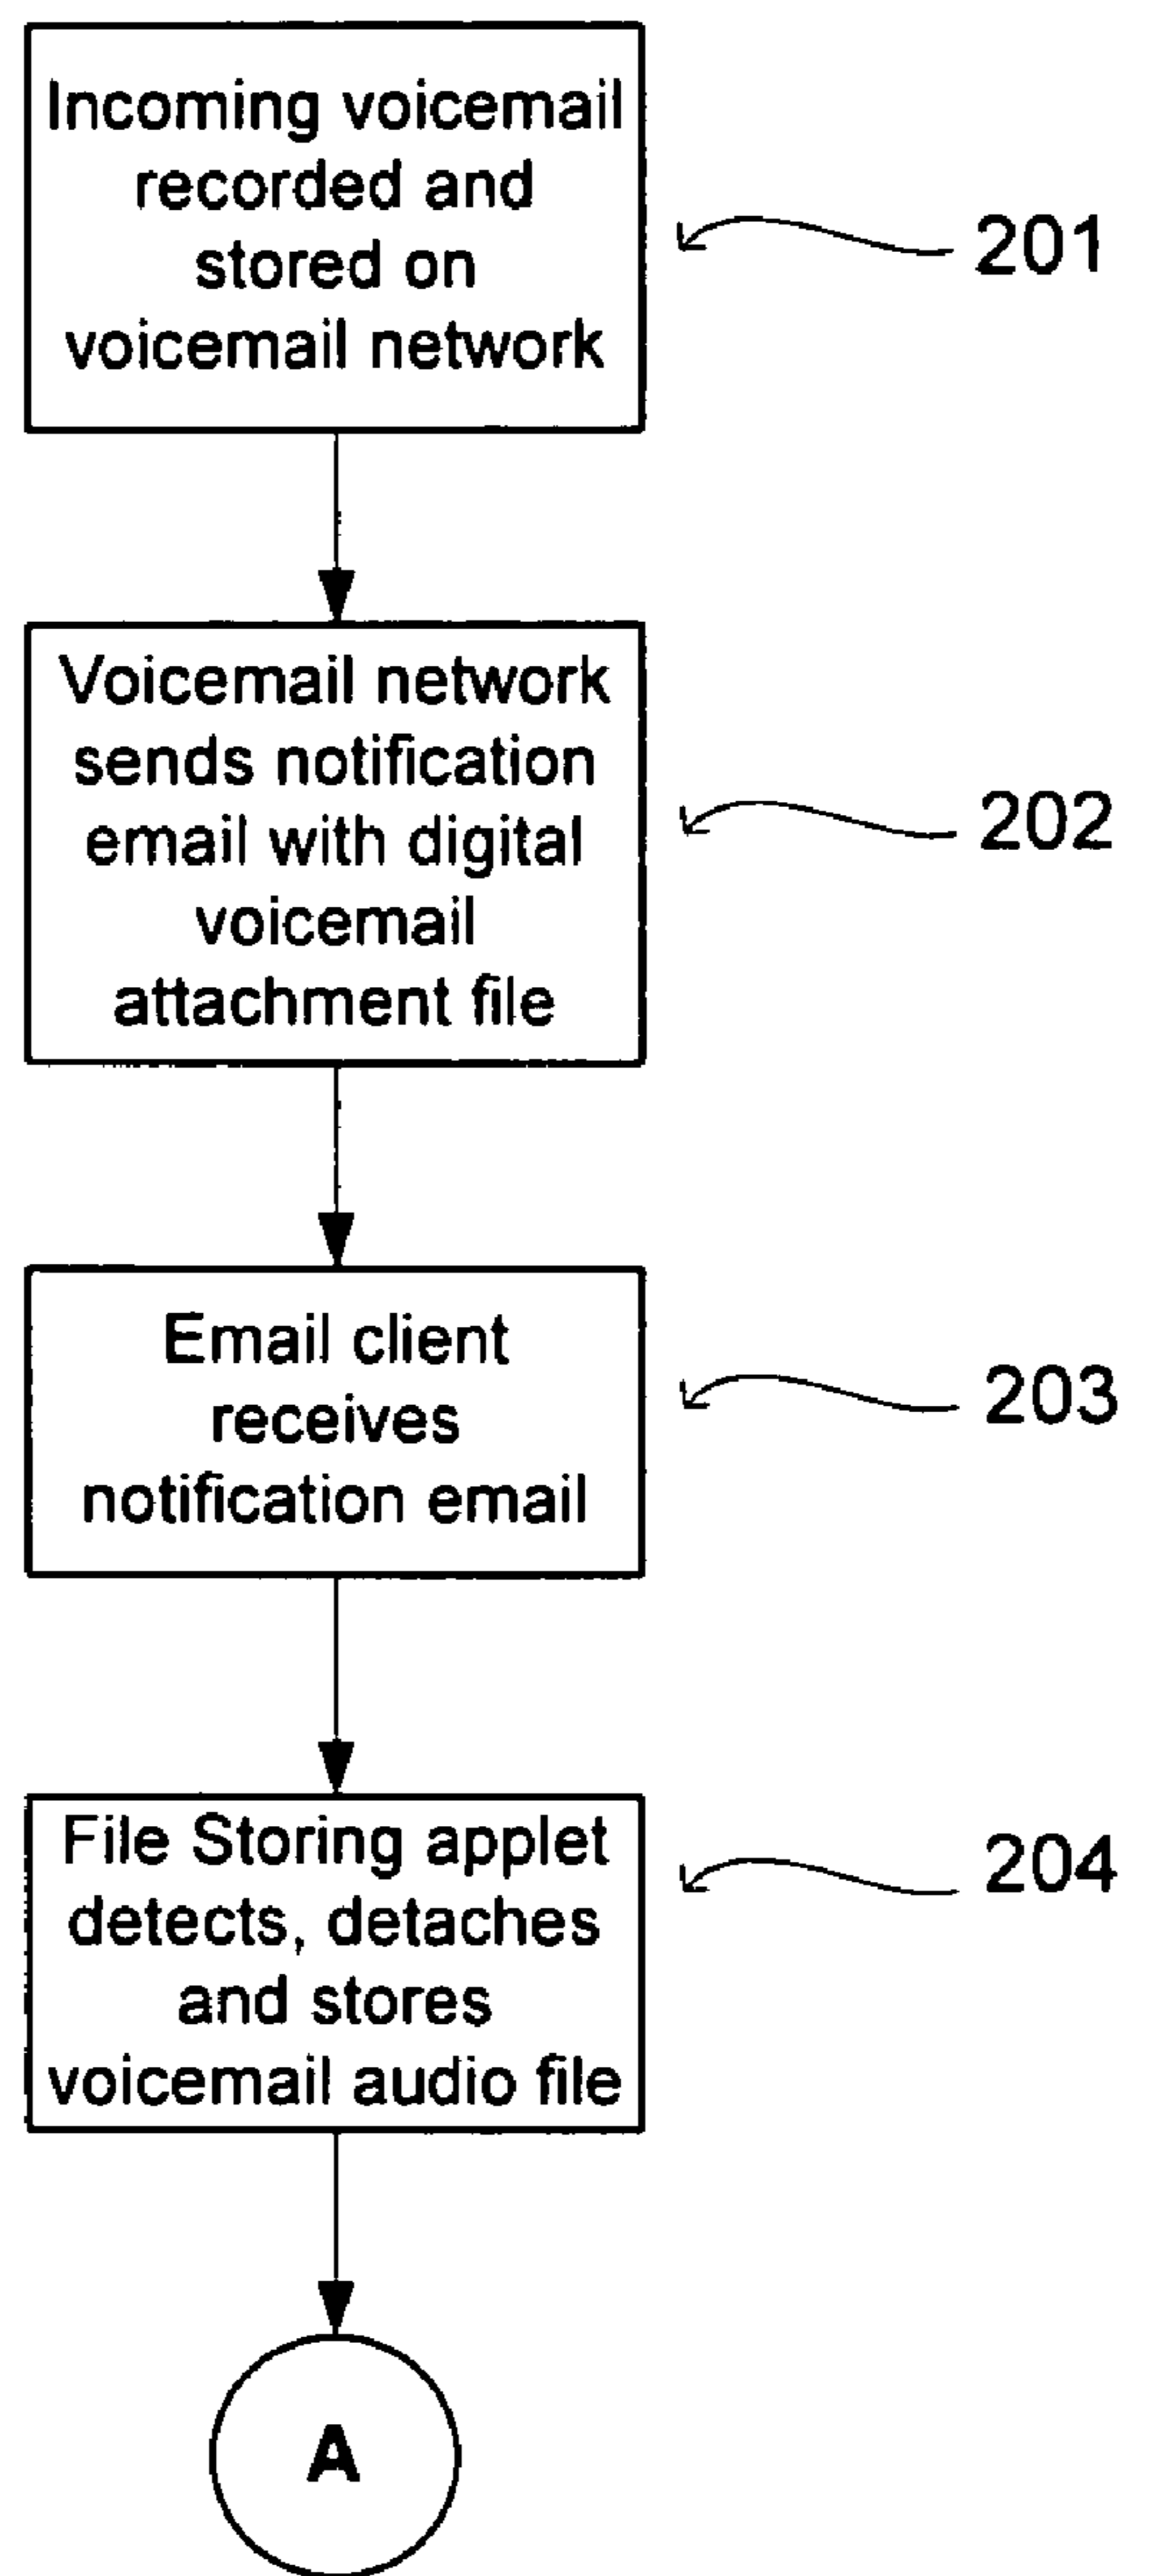 Incoming voicemail
recorded and
stored on
voicemail network
201
Voicemail network
sends notification
email with digital
voicemail
attachment file
202
Email client
receives
notification email
203
File Storing applet
detects, detaches
and stores
voicemail audio file
204
A